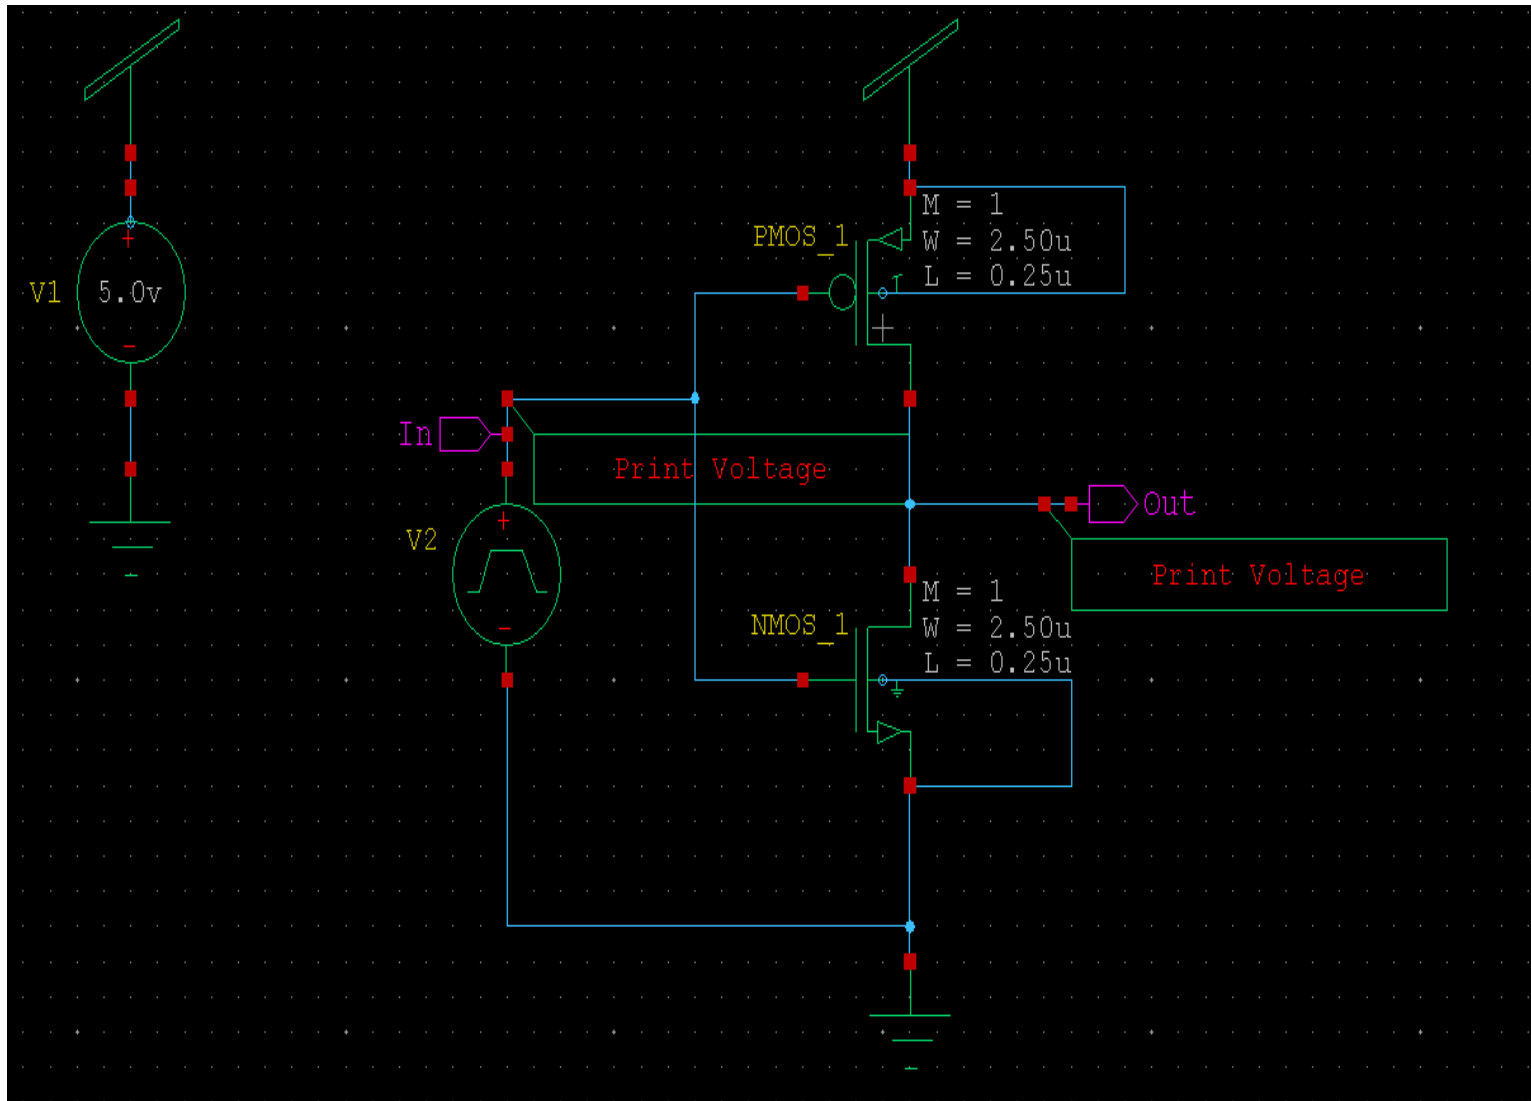 M = 1
PMOS_1
W = 2.50u
L = 0.25u
V1
+
5.0v
-
In
Print Voltage
Out
V2
+
-
Print Voltage
M = 1
NMOS_1
W = 2.50u
L = 0.25u